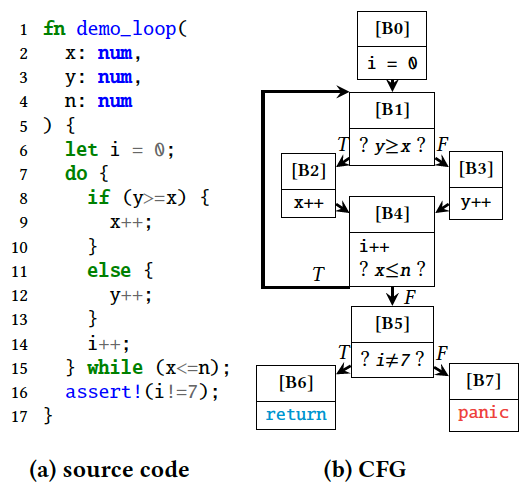 1 fn demo_loop(
2 x: num,
3 y: num,
4 n: num
5 ) {
6 let i = 0;
7 do {
8 if (y>=x) {
9 x++;
10 }
11 else {
12 y++;
13 }
14 i++;
15 } while (x<=n);
16 assert!(i!=7);
17 }
(a) source code
[B0]
i = 0
[B1]
? y≥x ?
T
F
[B2]
x++
[B3]
y++
[B4]
i++
? x≤n ?
T
F
[B5]
? i≠7 ?
T
F
[B6]
return
[B7]
panic
(b) CFG